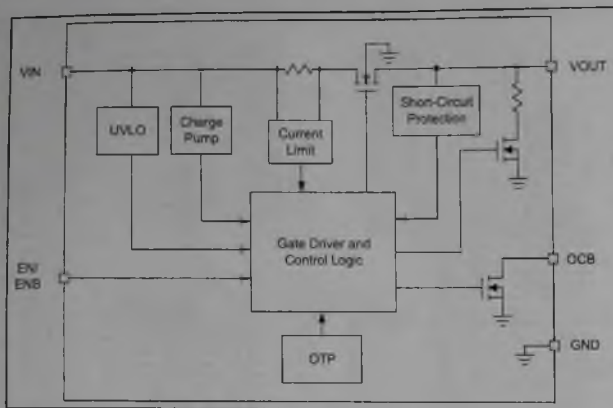 VIN
VOUT
UVLO
Charge
Pump
Current
Limit
Short-Circuit
Protection
Gate Driver and
Control Logic
EN/
ENB
OCB
OTP
GND